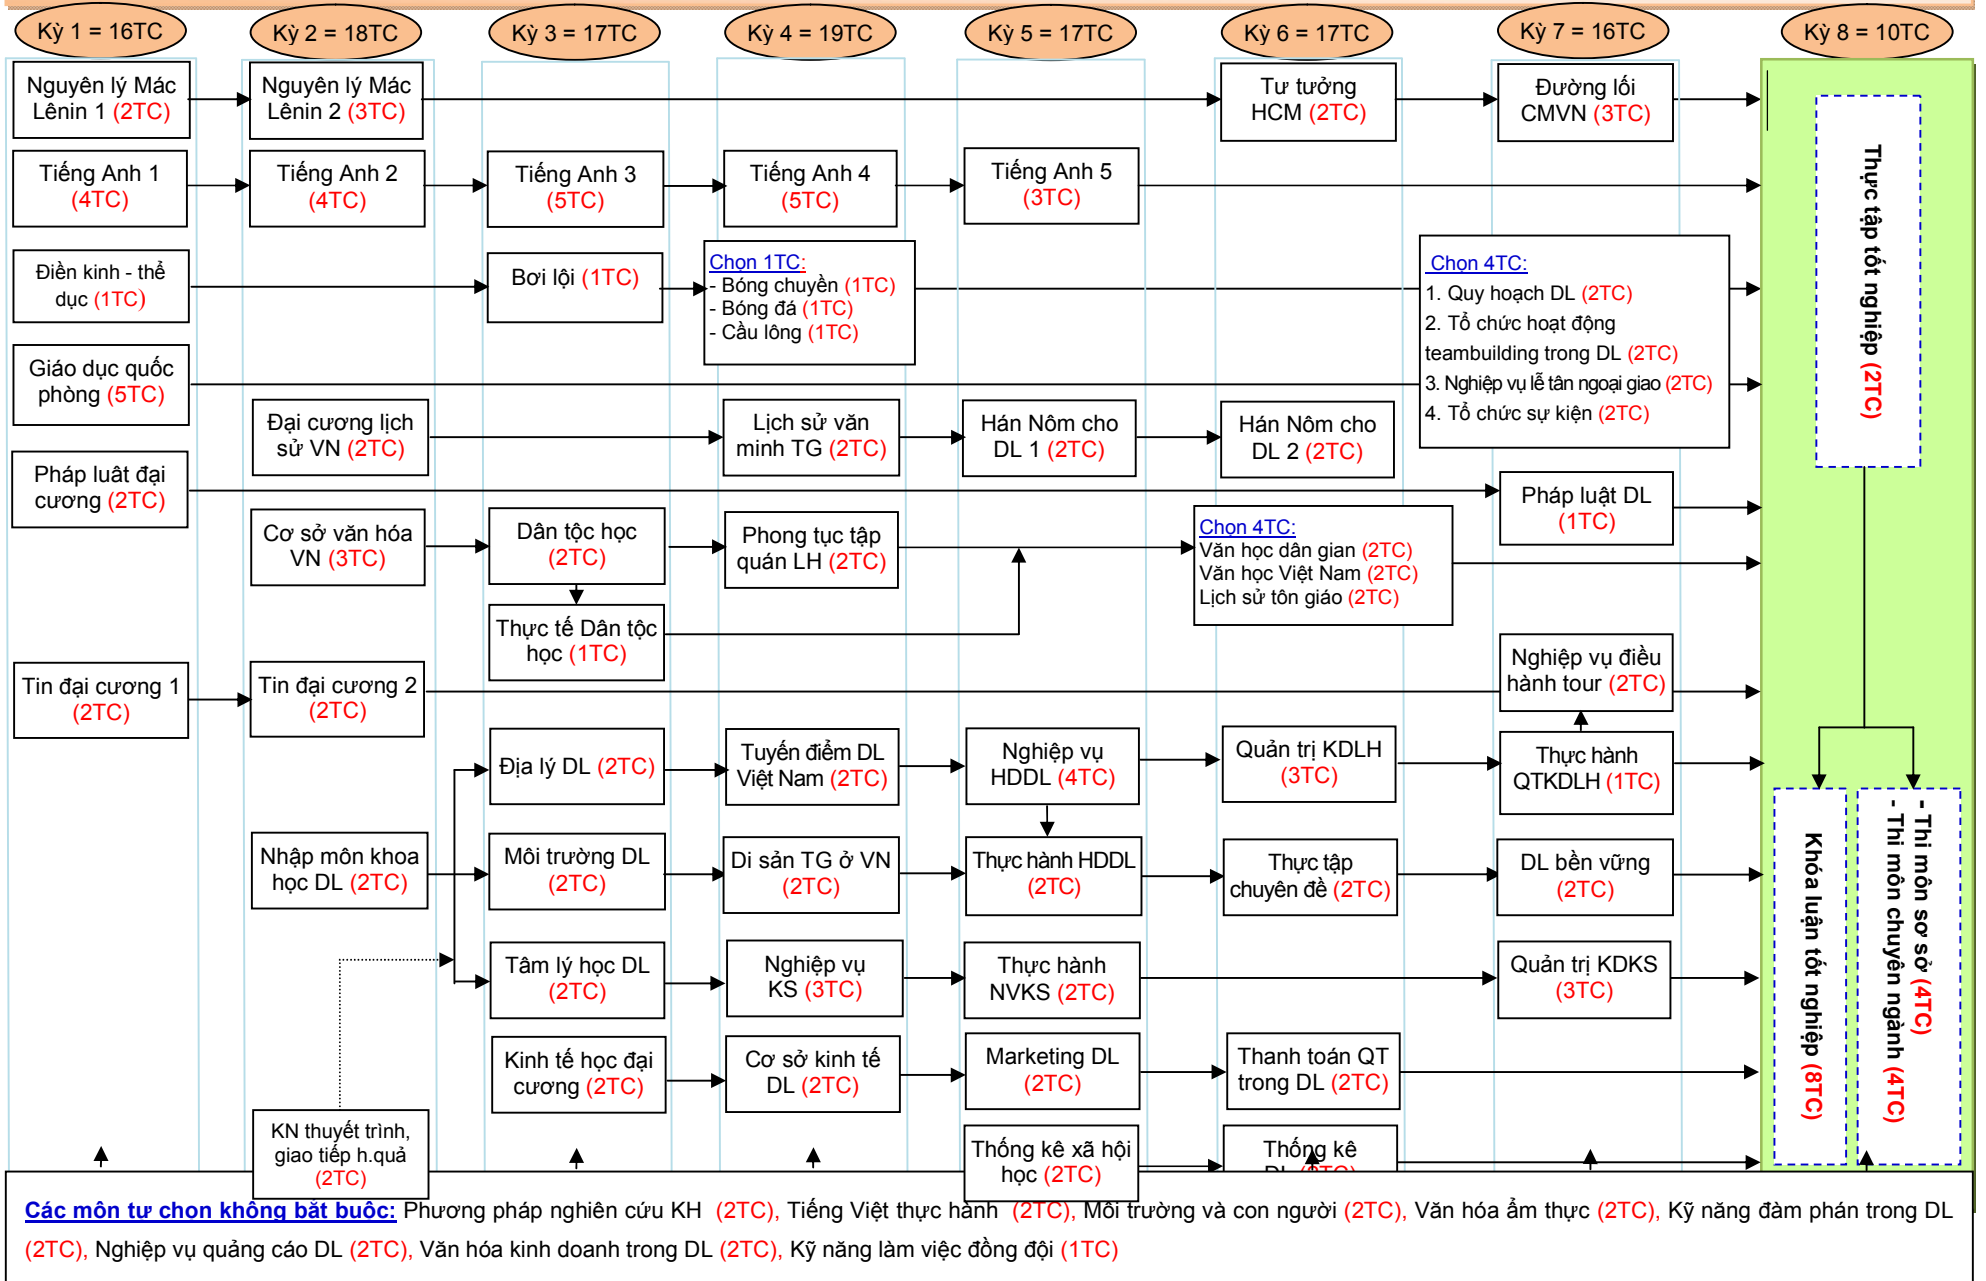 Kỳ 1 = 16TC
Kỳ 2 = 18TC
Kỳ 3 = 17TC
Kỳ 4 = 19TC
Kỳ 5 = 17TC
Kỳ 6 = 17TC
Kỳ 7 = 16TC
Kỳ 8 = 10TC
Nguyên lý Mác
Lênin 1 (2TC)
Nguyên lý Mác
Lênin 2 (3TC)
Tư tưởng
HCM (2TC)
Đường lối
CMVN (3TC)
Tiếng Anh 1
(4TC)
Tiếng Anh 2
(4TC)
Tiếng Anh 3
(5TC)
Tiếng Anh 4
(5TC)
Tiếng Anh 5
(3TC)
Điền kinh - thể
dục (1TC)
Bơi lội (1TC)
Chọn 1TC:
- Bóng chuyền (1TC)
- Bóng đá (1TC)
- Cầu lông (1TC)
Chọn 4TC:
1. Quy hoạch DL (2TC)
2. Tổ chức hoạt động
teambuilding trong DL (2TC)
3. Nghiệp vụ lễ tân ngoại giao (2TC)
4. Tổ chức sự kiện (2TC)
Giáo dục quốc
phòng (5TC)
Đại cương lịch
sử VN (2TC)
Lịch sử văn
minh TG (2TC)
Hán Nôm cho
DL 1 (2TC)
Hán Nôm cho
DL 2 (2TC)
Pháp luât đại
cương (2TC)
Pháp luật DL
(1TC)
Cơ sở văn hóa
VN (3TC)
Dân tộc học
(2TC)
Phong tục tập
quán LH (2TC)
Chọn 4TC:
Văn học dân gian (2TC)
Văn học Việt Nam (2TC)
Lịch sử tôn giáo (2TC)
Thực tế Dân tộc
học (1TC)
Tin đại cương 1
(2TC)
Tin đại cương 2
(2TC)
Nghiệp vụ điều
hành tour (2TC)
Địa lý DL (2TC)
Tuyến điểm DL
Việt Nam (2TC)
Nghiệp vụ
HDDL (4TC)
Quản trị KDLH
(3TC)
Thực hành
QTKDLH (1TC)
Nhập môn khoa
học DL (2TC)
Môi trường DL
(2TC)
Di sản TG ở VN
(2TC)
Thực hành HDDL
(2TC)
Thực tập
chuyên đề (2TC)
DL bền vững
(2TC)
Tâm lý học DL
(2TC)
Nghiệp vụ
KS (3TC)
Thực hành
NVKS (2TC)
Quản trị KDKS
(3TC)
Kinh tế học đại
cương (2TC)
Cơ sở kinh tế
DL (2TC)
Marketing DL
(2TC)
Thanh toán QT
trong DL (2TC)
KN thuyết trình,
giao tiếp h.quả
(2TC)
Thống kê xã hội
học (2TC)
Thống kê
Thực tập tốt nghiệp (2TC)
Khóa luận tốt nghiệp (8TC)
- Thi môn sơ sở (4TC)
- Thi môn chuyên ngành (4TC)
Các môn tự chọn không bắt buộc: Phương pháp nghiên cứu KH (2TC), Tiếng Việt thực hành (2TC), Môi trường và con người (2TC), Văn hóa ẩm thực (2TC), Kỹ năng đàm phán trong DL
(2TC), Nghiệp vụ quảng cáo DL (2TC), Văn hóa kinh doanh trong DL (2TC), Kỹ năng làm việc đồng đội (1TC)